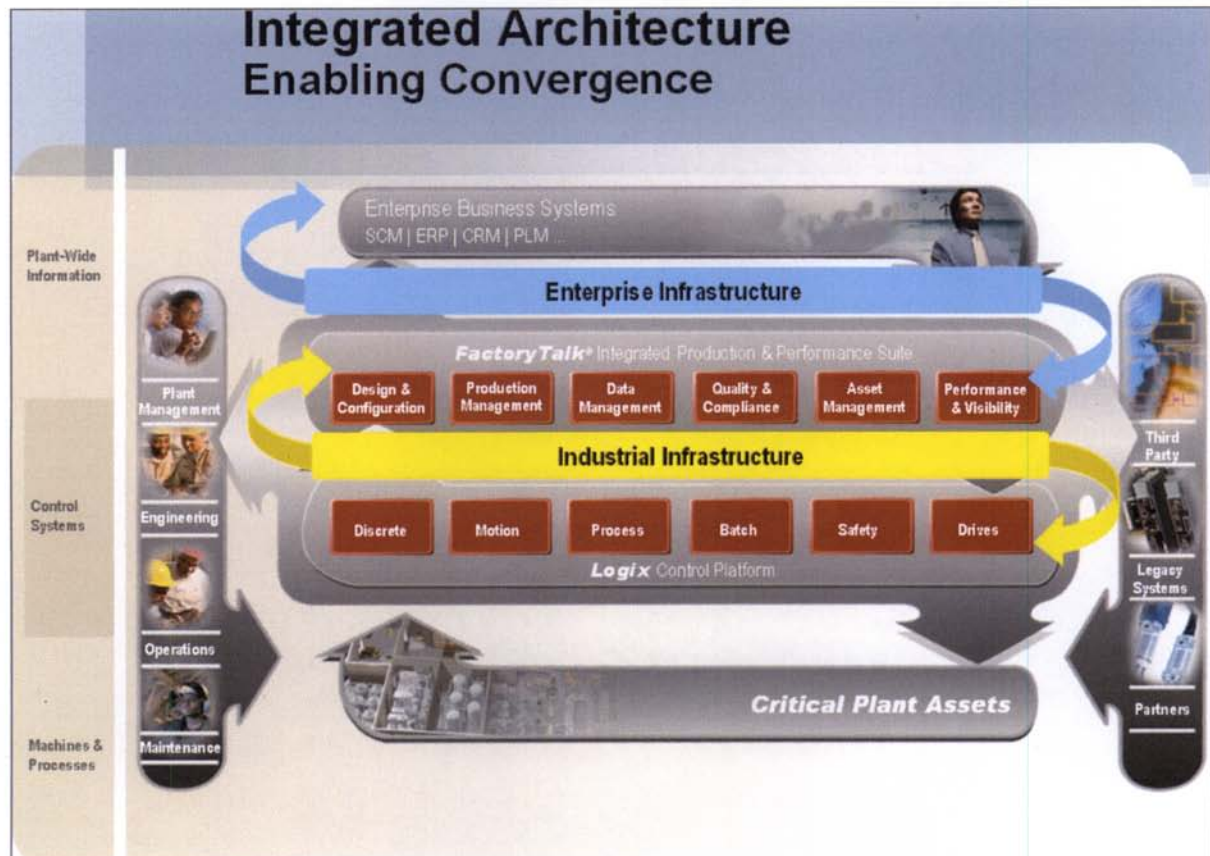 Integrated Architecture
Enabling Convergence
Enterprise Business Systems
SCM | ERP | CRM | PLM ...
Plant-Wide
Information
Enterprise Infrastructure
FactoryTalk® Integrated Production & Performance Suite
Design &
Configuration
Production
Management
Data
Management
Quality &
Compliance
Asset
Management
Performance
& Visibility
Plant
Management
Third
Party
Industrial Infrastructure
Control
Systems
Engineering
Discrete
Motion
Process
Batch
Safety
Drives
Logix Control Platform
Legacy
Systems
Operations
Critical Plant Assets
Partners
Machines &
Processes
Maintenance